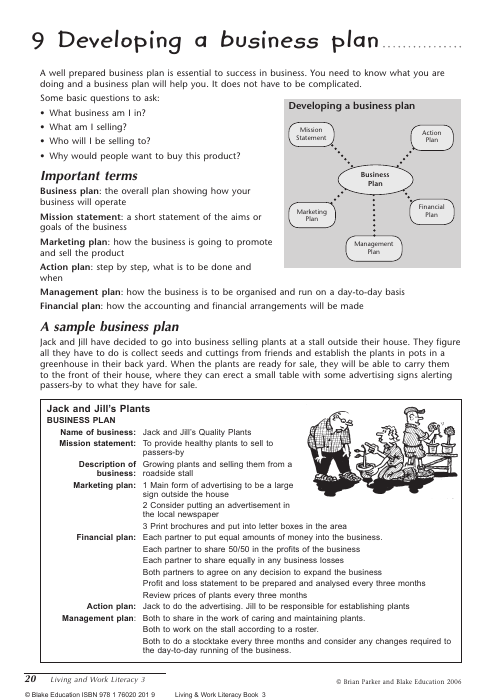 9 Developing a business plan
A well prepared business plan is essential to success in business. You need to know what you are
doing and a business plan will help you. It does not have to be complicated.
Some basic questions to ask:
• What business am I in?
• What am I selling?
• Who will I be selling to?
• Why would people want to buy this product?
Developing a business plan
Mission
Statement
Action
Plan
Business
Plan
Marketing
Plan
Financial
Plan
Management
Plan
Important terms
Business plan: the overall plan showing how your
business will operate
Mission statement: a short statement of the aims or
goals of the business
Marketing plan: how the business is going to promote
and sell the product
Action plan: step by step, what is to be done and
when
Management plan: how the business is to be organised and run on a day-to-day basis
Financial plan: how the accounting and financial arrangements will be made
A sample business plan
Jack and Jill have decided to go into business selling plants at a stall outside their house. They figure
all they have to do is collect seeds and cuttings from friends and establish the plants in pots in a
greenhouse in their back yard. When the plants are ready for sale, they will be able to carry them
to the front of their house, where they can erect a small table with some advertising signs alerting
passers-by to what they have for sale.
Jack and Jill's Plants
BUSINESS PLAN
Name of business: Jack and Jill's Quality Plants
Mission statement: To provide healthy plants to sell to
passers-by
Description of Growing plants and selling them from a
business: roadside stall
Marketing plan: 1 Main form of advertising to be a large
sign outside the house
2 Consider putting an advertisement in
the local newspaper
3 Print brochures and put into letter boxes in the area
Financial plan: Each partner to put equal amounts of money into the business.
Each partner to share 50/50 in the profits of the business
Each partner to share equally in any business losses
Both partners to agree on any decision to expand the business
Profit and loss statement to be prepared and analysed every three months
Review prices of plants every three months
Action plan: Jack to do the advertising. Jill to be responsible for establishing plants
Management plan: Both to share in the work of caring and maintaining plants.
Both to work on the stall according to a roster.
Both to do a stocktake every three months and consider any changes required to
the day-to-day running of the business.
20 Living and Work Literacy 3
© Brian Parker and Blake Education 2006
© Blake Education ISBN 978 1 76020 201 9 Living & Work Literacy Book 3